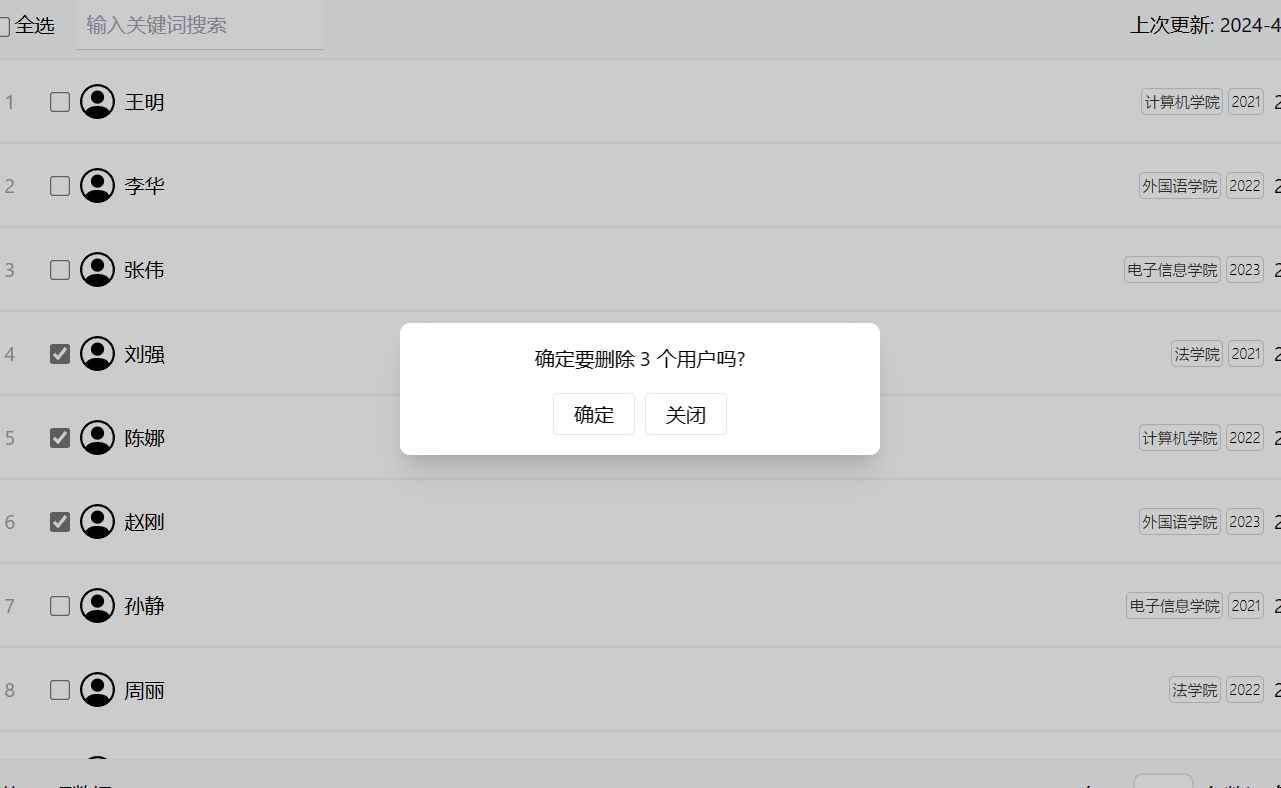 全选 输入关键词搜索 上次更新: 2024-4
1 王明 计算机学院 2021 2
2 李华 外国语学院 2022 2
3 张伟 电子信息学院 2023 2
4 刘强 法学院 2021 2
确定要删除 3 个用户吗?
确定 关闭
5 陈娜 计算机学院 2022 2
6 赵刚 外国语学院 2023 2
7 孙静 电子信息学院 2021 2
8 周丽 法学院 2022 2